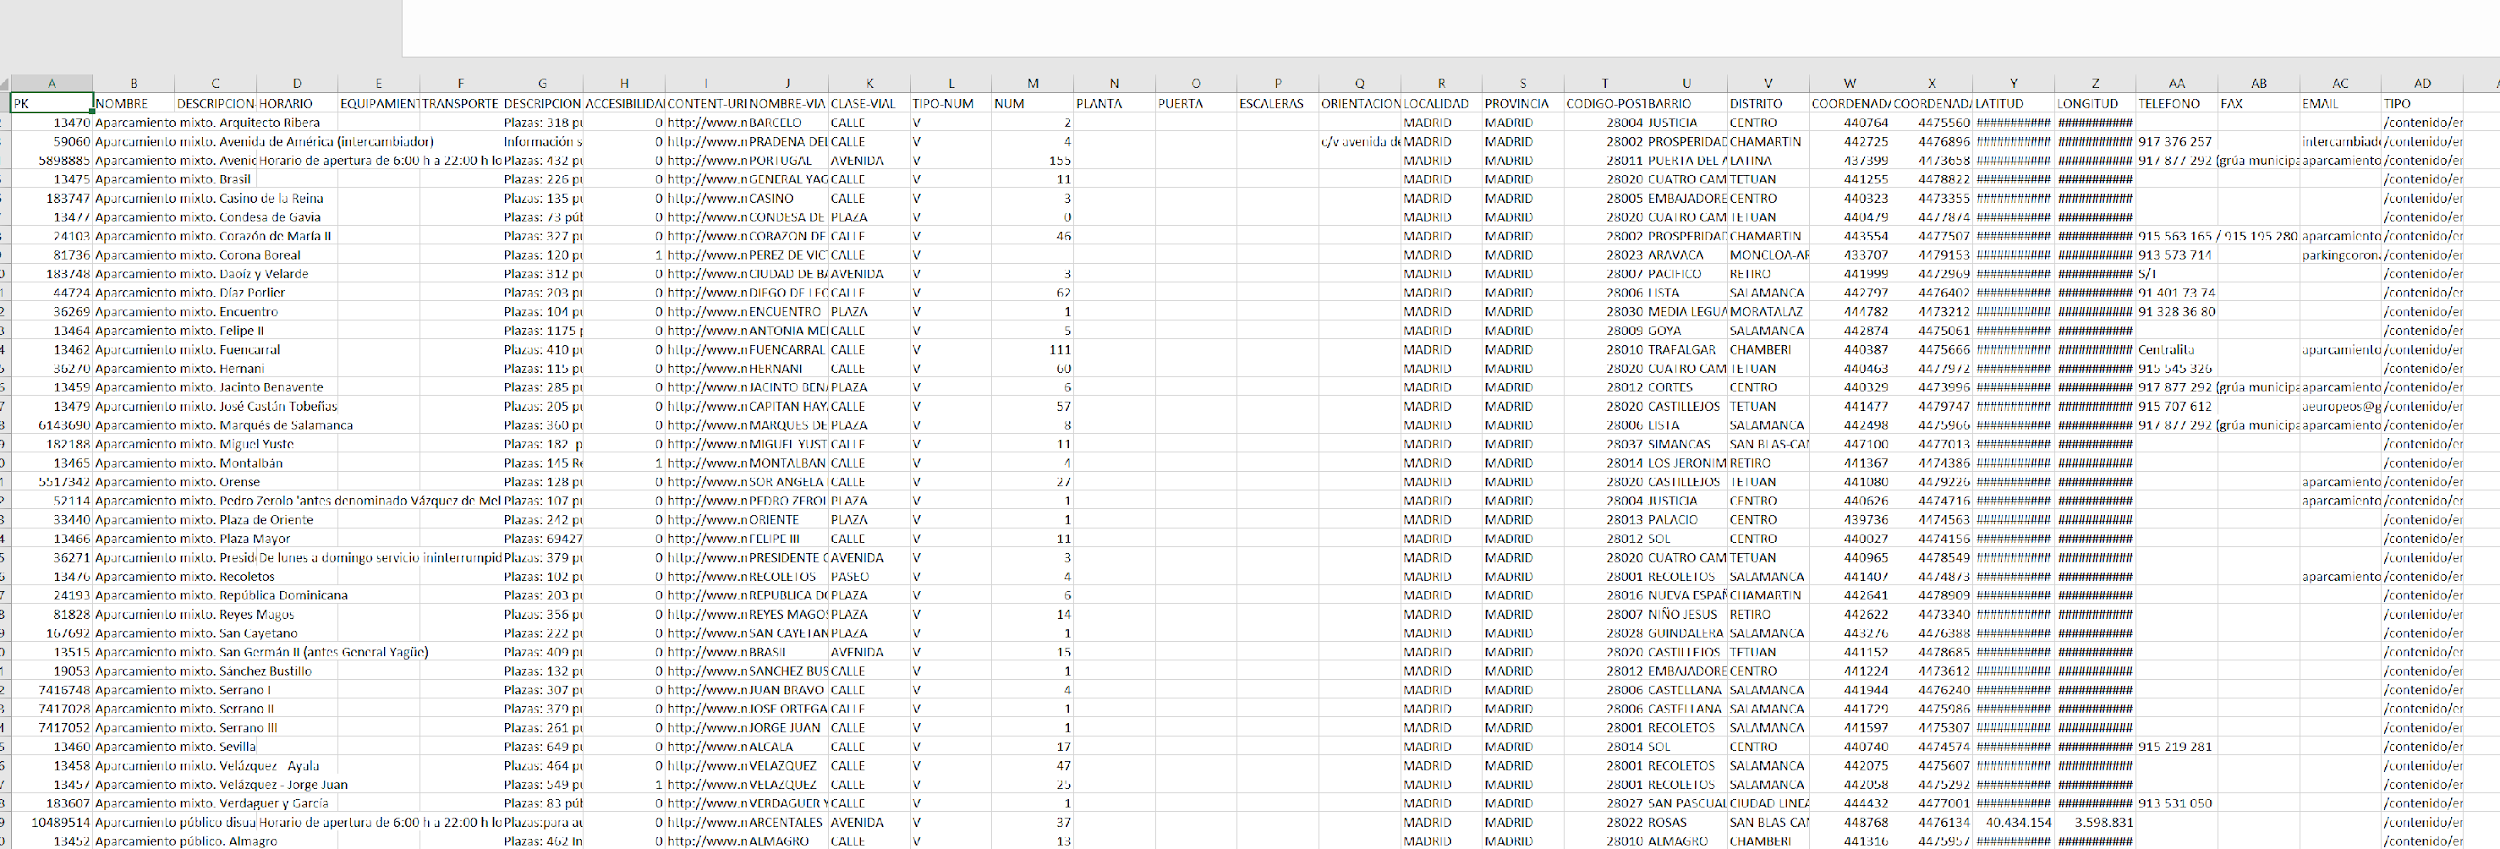 A B C D E F G H I J K L M N O P Q R S T U V W X Y Z AA AB AC AD
PK NOMBRE DESCRIPCION HORARIO EQUIPAMIENT TRANSPORTE DESCRIPCION ACCESIBILIDA CONTENT-URI NOMBRE-VIA CLASE-VIAL TIPO-NUM NUM PLANTA PUERTA ESCALERAS ORIENTACION LOCALIDAD PROVINCIA CODIGO-POST BARRIO DISTRITO COORDENADA COORDENADA LATITUD LONGITUD TELEFONO FAX EMAIL TIPO
13470 Aparcamiento mixto. Arquitecto Ribera Plazas: 318 pú 0 http://www.n BARCELO CALLE V 2 MADRID MADRID 28004 JUSTICIA CENTRO 440764 4475560 ########### ########### /contenido/er
59060 Aparcamiento mixto. Avenida de América (intercambiador) Información s 0 http://www.n PRADENA DEL CALLE V 4 c/v avenida de MADRID MADRID 28002 PROSPERIDAD CHAMARTIN 442725 4476896 ########### ########### 917 376 257 intercambiado /contenido/er
5898885 Aparcamiento mixto. Avenid Horario de apertura de 6:00 h a 22:00 h lo Plazas: 432 pú 0 http://www.n PORTUGAL AVENIDA V 155 MADRID MADRID 28011 PUERTA DEL A LATINA 437399 4473658 ########### ########### 917 877 292 (grúa municipa aparcamiento /contenido/er
13475 Aparcamiento mixto. Brasil Plazas: 226 pú 0 http://www.n GENERAL YAG CALLE V 11 MADRID MADRID 28020 CUATRO CAM TETUAN 441255 4478822 ########### ########### /contenido/er
183747 Aparcamiento mixto. Casino de la Reina Plazas: 135 pú 0 http://www.n CASINO CALLE V 3 MADRID MADRID 28005 EMBAJADORE CENTRO 440323 4473355 ########### ########### /contenido/er
13477 Aparcamiento mixto. Condesa de Gavia Plazas: 73 púb 0 http://www.n CONDESA DE PLAZA V 0 MADRID MADRID 28020 CUATRO CAM TETUAN 440479 4477874 ########### ########### /contenido/er
24103 Aparcamiento mixto. Corazón de María II Plazas: 327 pú 0 http://www.n CORAZON DE CALLE V 46 MADRID MADRID 28002 PROSPERIDAD CHAMARTIN 443554 4477507 ########### ########### 915 563 165 / 915 195 280 aparcamiento /contenido/er
81736 Aparcamiento mixto. Corona Boreal Plazas: 120 pú 1 http://www.n PEREZ DE VIC CALLE V MADRID MADRID 28023 ARAVACA MONCLOA-AR 433707 4479153 ########### ########### 913 573 714 parkingcoron /contenido/er
183748 Aparcamiento mixto. Daoíz y Velarde Plazas: 312 pú 0 http://www.n CIUDAD DE BA AVENIDA V 3 MADRID MADRID 28007 PACIFICO RETIRO 441999 4472969 ########### ########### S/T /contenido/er
44724 Aparcamiento mixto. Díaz Porlier Plazas: 203 pú 0 http://www.n DIEGO DE LEO CALLE V 62 MADRID MADRID 28006 LISTA SALAMANCA 442797 4476402 ########### ########### 91 401 73 74 /contenido/er
36269 Aparcamiento mixto. Encuentro Plazas: 104 pú 0 http://www.n ENCUENTRO PLAZA V 1 MADRID MADRID 28030 MEDIA LEGUA MORATALAZ 444782 4473212 ########### ########### 91 328 36 80 /contenido/er
13464 Aparcamiento mixto. Felipe II Plazas: 1175 p 0 http://www.n ANTONIA MER CALLE V 5 MADRID MADRID 28009 GOYA SALAMANCA 442874 4475061 ########### ########### /contenido/er
13462 Aparcamiento mixto. Fuencarral Plazas: 410 pú 0 http://www.n FUENCARRAL CALLE V 111 MADRID MADRID 28010 TRAFALGAR CHAMBERI 440387 4475666 ########### ########### Centralita aparcamiento /contenido/er
36270 Aparcamiento mixto. Hernani Plazas: 115 pú 0 http://www.n HERNANI CALLE V 60 MADRID MADRID 28020 CUATRO CAM TETUAN 440463 4477972 ########### ########### 915 545 326 /contenido/er
13459 Aparcamiento mixto. Jacinto Benavente Plazas: 285 pú 0 http://www.n JACINTO BENA PLAZA V 6 MADRID MADRID 28012 CORTES CENTRO 440329 4473996 ########### ########### 917 877 292 (grúa municipa aparcamiento /contenido/er
13479 Aparcamiento mixto. José Castán Tobeñas Plazas: 205 pú 0 http://www.n CAPITAN HAY CALLE V 57 MADRID MADRID 28020 CASTILLEJOS TETUAN 441477 4479747 ########### ########### 915 707 612 aeuropeos@g /contenido/er
6143690 Aparcamiento mixto. Marqués de Salamanca Plazas: 360 pú 0 http://www.n MARQUES DE PLAZA V 8 MADRID MADRID 28006 LISTA SALAMANCA 442498 4475966 ########### ########### 917 877 292 (grúa municipa aparcamiento /contenido/er
182188 Aparcamiento mixto. Miguel Yuste Plazas: 182 p 0 http://www.n MIGUEL YUST CALLE V 11 MADRID MADRID 28037 SIMANCAS SAN BLAS-CAN 447100 4477013 ########### ########### /contenido/er
13465 Aparcamiento mixto. Montalbán Plazas: 145 Re 1 http://www.n MONTALBAN CALLE V 4 MADRID MADRID 28014 LOS JERONIM RETIRO 441367 4474386 ########### ########### /contenido/er
5517342 Aparcamiento mixto. Orense Plazas: 128 pú 0 http://www.n SOR ANGELA CALLE V 27 MADRID MADRID 28020 CASTILLEJOS TETUAN 441080 4479226 ########### ########### aparcamiento /contenido/er
52114 Aparcamiento mixto. Pedro Zerolo 'antes denominado Vázquez de Mel Plazas: 107 pú 0 http://www.n PEDRO ZEROL PLAZA V 1 MADRID MADRID 28004 JUSTICIA CENTRO 440626 4474716 ########### ########### aparcamiento /contenido/er
33440 Aparcamiento mixto. Plaza de Oriente Plazas: 242 pú 0 http://www.n ORIENTE PLAZA V 1 MADRID MADRID 28013 PALACIO CENTRO 439736 4474563 ########### ########### /contenido/er
13466 Aparcamiento mixto. Plaza Mayor Plazas: 69427 0 http://www.n FELIPE III CALLE V 11 MADRID MADRID 28012 SOL CENTRO 440027 4474156 ########### ########### /contenido/er
36271 Aparcamiento mixto. Presid De lunes a domingo servicio ininterrumpid Plazas: 379 pú 0 http://www.n PRESIDENTE C AVENIDA V 3 MADRID MADRID 28020 CUATRO CAM TETUAN 440965 4478549 ########### ########### /contenido/er
13476 Aparcamiento mixto. Recoletos Plazas: 102 pú 0 http://www.n RECOLETOS PASEO V 4 MADRID MADRID 28001 RECOLETOS SALAMANCA 441407 4474873 ########### ########### aparcamiento /contenido/er
24193 Aparcamiento mixto. República Dominicana Plazas: 203 pú 0 http://www.n REPUBLICA DO PLAZA V 6 MADRID MADRID 28016 NUEVA ESPAÑ CHAMARTIN 442641 4478909 ########### ########### /contenido/er
81828 Aparcamiento mixto. Reyes Magos Plazas: 356 pú 0 http://www.n REYES MAGOS PLAZA V 14 MADRID MADRID 28007 NIÑO JESUS RETIRO 442622 4473340 ########### ########### /contenido/er
167692 Aparcamiento mixto. San Cayetano Plazas: 222 pú 0 http://www.n SAN CAYETAN PLAZA V 1 MADRID MADRID 28028 GUINDALERA SALAMANCA 443276 4476388 ########### ########### /contenido/er
13515 Aparcamiento mixto. San Germán II (antes General Yagüe) Plazas: 409 pú 0 http://www.n BRASIL AVENIDA V 15 MADRID MADRID 28020 CASTILLEJOS TETUAN 441152 4478685 ########### ########### /contenido/er
19053 Aparcamiento mixto. Sánchez Bustillo Plazas: 132 pú 0 http://www.n SANCHEZ BUS CALLE V 1 MADRID MADRID 28012 EMBAJADORE CENTRO 441224 4473612 ########### ########### /contenido/er
7416748 Aparcamiento mixto. Serrano I Plazas: 307 pú 0 http://www.n JUAN BRAVO CALLE V 4 MADRID MADRID 28006 CASTELLANA SALAMANCA 441944 4476240 ########### ########### /contenido/er
7417028 Aparcamiento mixto. Serrano II Plazas: 379 pú 0 http://www.n JOSE ORTEGA CALLE V 1 MADRID MADRID 28006 CASTELLANA SALAMANCA 441729 4475986 ########### ########### /contenido/er
7417052 Aparcamiento mixto. Serrano III Plazas: 261 pú 0 http://www.n JORGE JUAN CALLE V 1 MADRID MADRID 28001 RECOLETOS SALAMANCA 441597 4475307 ########### ########### /contenido/er
13460 Aparcamiento mixto. Sevilla Plazas: 649 pú 0 http://www.n ALCALA CALLE V 17 MADRID MADRID 28014 SOL CENTRO 440740 4474574 ########### ########### 915 219 281 /contenido/er
13458 Aparcamiento mixto. Velázquez - Ayala Plazas: 464 pú 0 http://www.n VELAZQUEZ CALLE V 47 MADRID MADRID 28001 RECOLETOS SALAMANCA 442075 4475607 ########### ########### /contenido/er
13457 Aparcamiento mixto. Velázquez - Jorge Juan Plazas: 549 pú 1 http://www.n VELAZQUEZ CALLE V 25 MADRID MADRID 28001 RECOLETOS SALAMANCA 442058 4475292 ########### ########### /contenido/er
183607 Aparcamiento mixto. Verdaguer y García Plazas: 83 púb 0 http://www.n VERDAGUER Y CALLE V 1 MADRID MADRID 28027 SAN PASCUAL CIUDAD LINEA 444432 4477001 ########### ########### 913 531 050 /contenido/er
10489514 Aparcamiento público disua Horario de apertura de 6:00 h a 22:00 h lo Plazas:para au 0 http://www.n ARCENTALES AVENIDA V 37 MADRID MADRID 28022 ROSAS SAN BLAS-CAN 448768 4476134 40.434.154 3.598.831 /contenido/er
13452 Aparcamiento público. Almagro Plazas: 462 In 0 http://www.n ALMAGRO CALLE V 13 MADRID MADRID 28010 ALMAGRO CHAMBERI 441316 4475957 ########### ########### /contenido/er